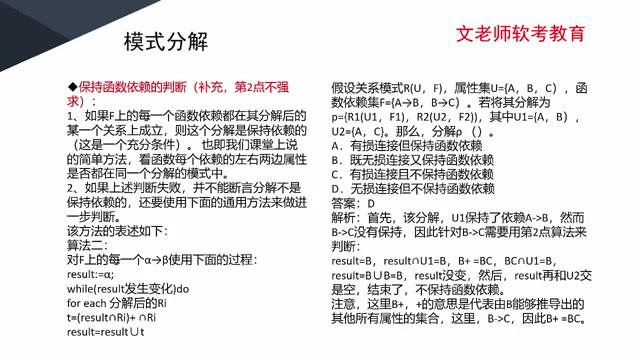 模式分解
文老师软考教育
◆保持函数依赖的判断（补充，第2点不强
求）：
1、如果F上的每一个函数依赖都在其分解后的
某一个关系上成立，则这个分解是保持依赖的
（这是一个充分条件）。也即我们课堂上说
的简单方法，看函数每个依赖的左右两边属性
是否都在同一个分解的模式中。
2、如果上述判断失败，并不能断言分解不是
保持依赖的，还要使用下面的通用方法来做进
一步判断。
该方法的表述如下：
算法二：
对F上的每一个α→β使用下面的过程：
result:=α;
while(result发生变化)do
for each 分解后的Ri
t=(result∩Ri)+ ∩Ri
result=result∪t
假设关系模式R(U，F)，属性集U={A，B，C}，函
数依赖集F={A→B，B→C}。若将其分解为
p={R1(U1，F1)，R2(U2，F2)}，其中U1={A，B}，
U2={A，C}。那么，分解ρ （）。
A．有损连接但保持函数依赖
B．既无损连接又保持函数依赖
C．有损连接且不保持函数依赖
D．无损连接但不保持函数依赖
答案：D
解析：首先，该分解，U1保持了依赖A->B，然而
B->C没有保持，因此针对B->C需要用第2点算法来
判断：
result=B，result∩U1=B，B+ =BC，BC∩U1=B，
result=B∪B=B，result没变，然后，result再和U2交
是空，结束了，不保持函数依赖。
注意，这里B+，+的意思是代表由B能够推导出的
其他所有属性的集合，这里，B->C，因此B+ =BC。